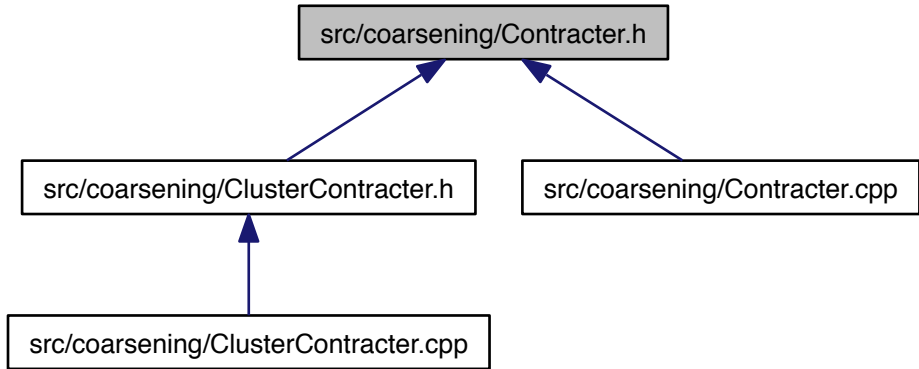 src/coarsening/Contracter.h
src/coarsening/ClusterContracter.h
src/coarsening/Contracter.cpp
src/coarsening/ClusterContracter.cpp